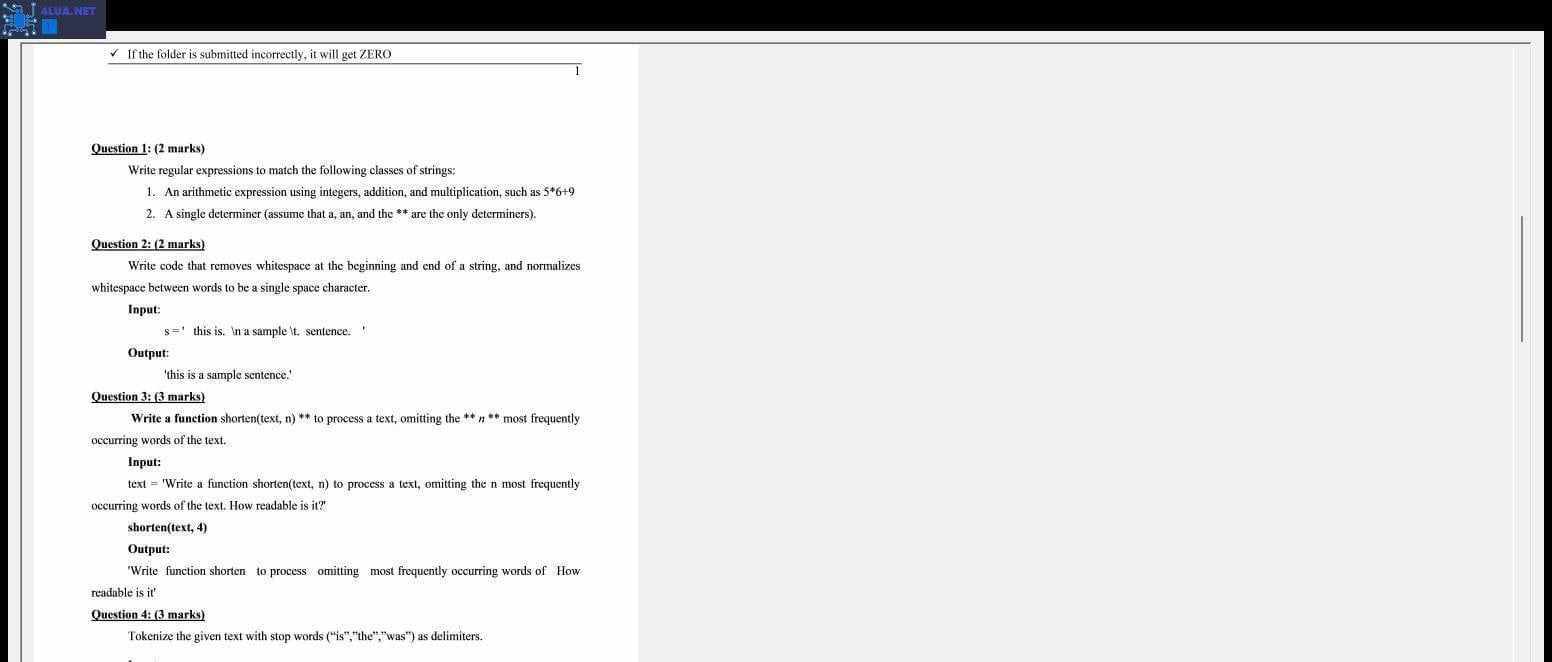 4LUA.NET
✓ If the folder is submitted incorrectly, it will get ZERO
1
Question 1: (2 marks)
Write regular expressions to match the following classes of strings:
1. An arithmetic expression using integers, addition, and multiplication, such as 5*6+9
2. A single determiner (assume that a, an, and the ** are the only determiners).
Question 2: (2 marks)
Write code that removes whitespace at the beginning and end of a string, and normalizes
whitespace between words to be a single space character.
Input:
s = '   this is.  \n a sample \t.  sentence.    '
Output:
'this is a sample sentence.'
Question 3: (3 marks)
Write a function shorten(text, n) ** to process a text, omitting the ** n ** most frequently
occurring words of the text.
Input:
text = 'Write a function shorten(text, n) to process a text, omitting the n most frequently
occurring words of the text. How readable is it?'
shorten(text, 4)
Output:
'Write  function shorten   to process   omitting   most frequently occurring words of   How
readable is it'
Question 4: (3 marks)
Tokenize the given text with stop words (“is”,”the”,”was”) as delimiters.